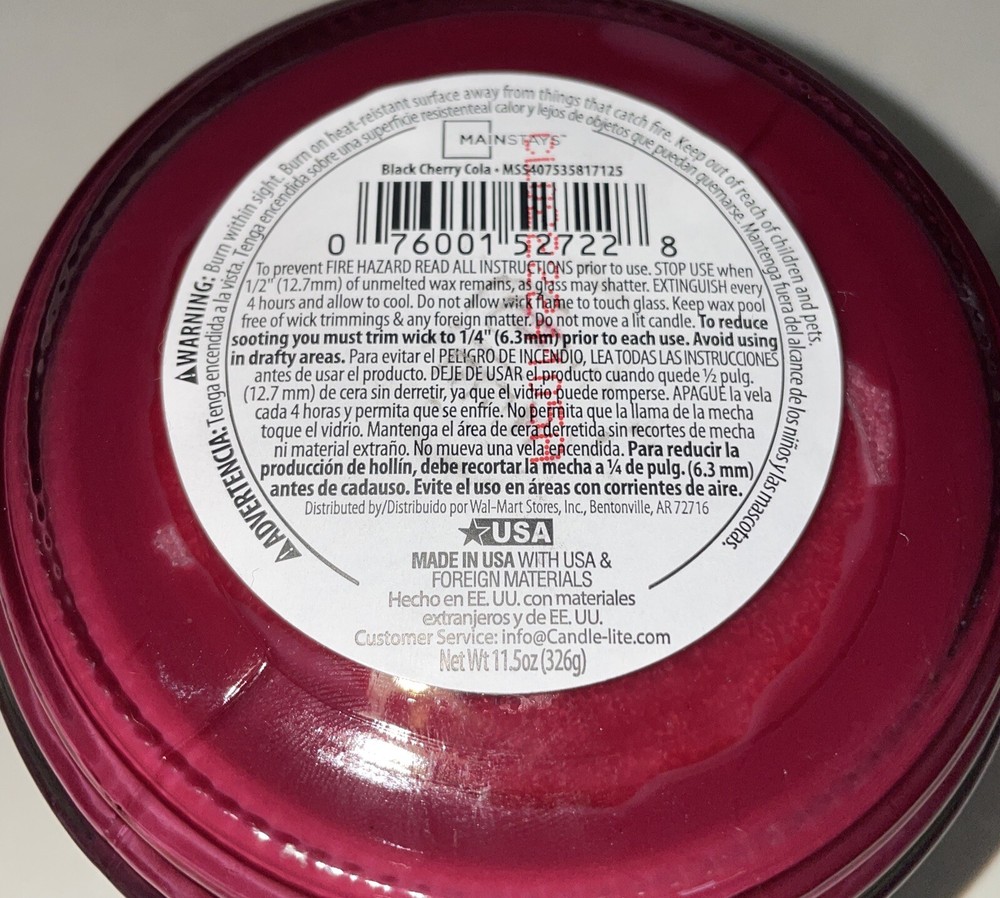 ⚠WARNING: Burn within sight. Burn on heat-reistant surface away from things that catch fire. Keep out of reach of children and pets.
⚠ADVERTENCIA: Tenga encendida al la vista. Tenga encendida sobre una superficie resistenteal calor y lejos de objetos que puedan quemarse. Mantenga fuera del alcance de los niños y las mascotas.
MAINSTAYS™
Black Cherry Cola • MS5407535817125
0 76001 52722 8
To prevent FIRE HAZARD READ ALL INSTRUCTIONS prior to use. STOP USE when
1/2" (12.7mm) of unmelted wax remains, as glass may shatter. EXTINGUISH every
4 hours and allow to cool. Do not allow wick flame to touch glass. Keep wax pool
free of wick trimmings & any foreign matter. Do not move a lit candle. To reduce
sooting you must trim wick to 1/4" (6.3mm) prior to each use. Avoid using
in drafty areas. Para evitar el PELIGRO DE INCENDIO, LEA TODAS LAS INSTRUCCIONES
antes de usar el producto. DEJE DE USAR el producto cuando quede ½ pulg.
(12.7 mm) de cera sin derretir, ya que el vidrio puede romperse. APAGUE la vela
cada 4 horas y permita que se enfríe. No permita que la llama de la mecha
toque el vidrio. Mantenga el área de cera derretida sin recortes de mecha
ni material extraño. No mueva una vela encendida. Para reducir la
producción de hollín, debe recortar la mecha a ¼ de pulg. (6.3 mm)
antes de cadauso. Evite el uso en áreas con corrientes de aire.
Distributed by/Distribuido por Wal-Mart Stores, Inc., Bentonville, AR 72716
USA
MADE IN USA WITH USA &
FOREIGN MATERIALS
Hecho en EE. UU. con materiales
extranjeros y de EE. UU.
Customer Service: info@Candle-lite.com
Net Wt 11.5oz (326g)